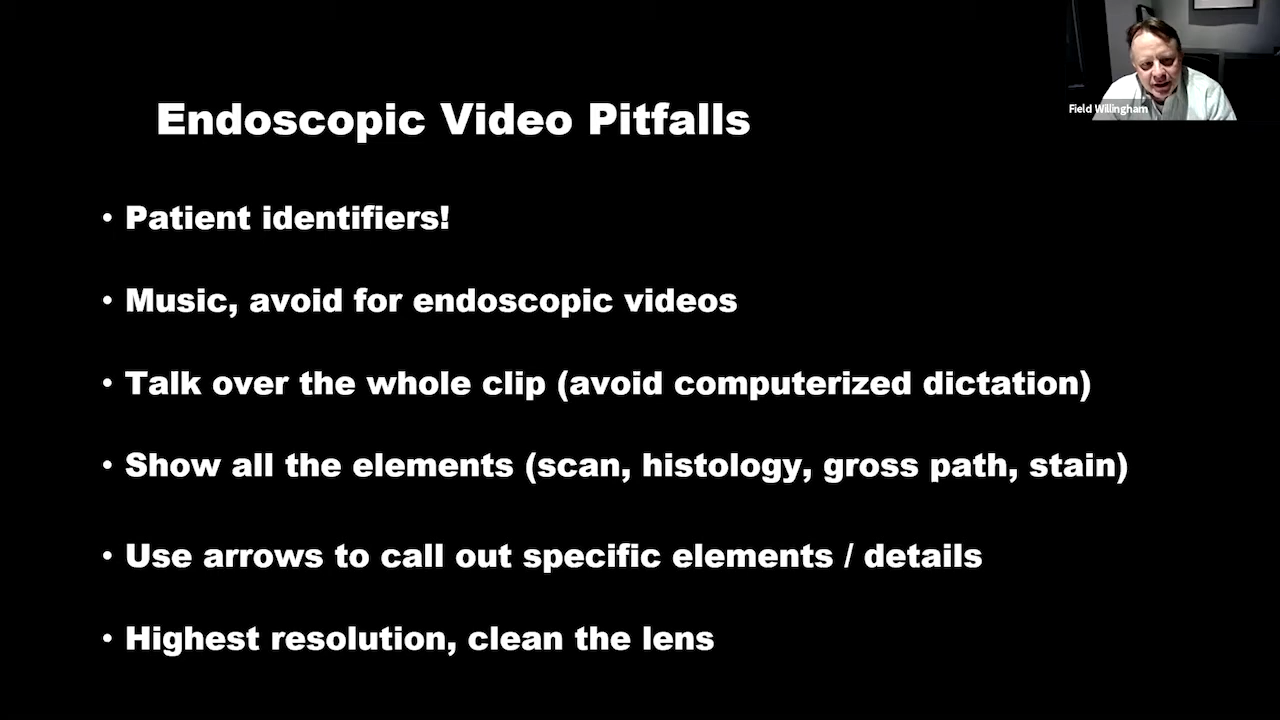 Field Willingham
Endoscopic Video Pitfalls
• Patient identifiers!
• Music, avoid for endoscopic videos
• Talk over the whole clip (avoid computerized dictation)
• Show all the elements (scan, histology, gross path, stain)
• Use arrows to call out specific elements / details
• Highest resolution, clean the lens